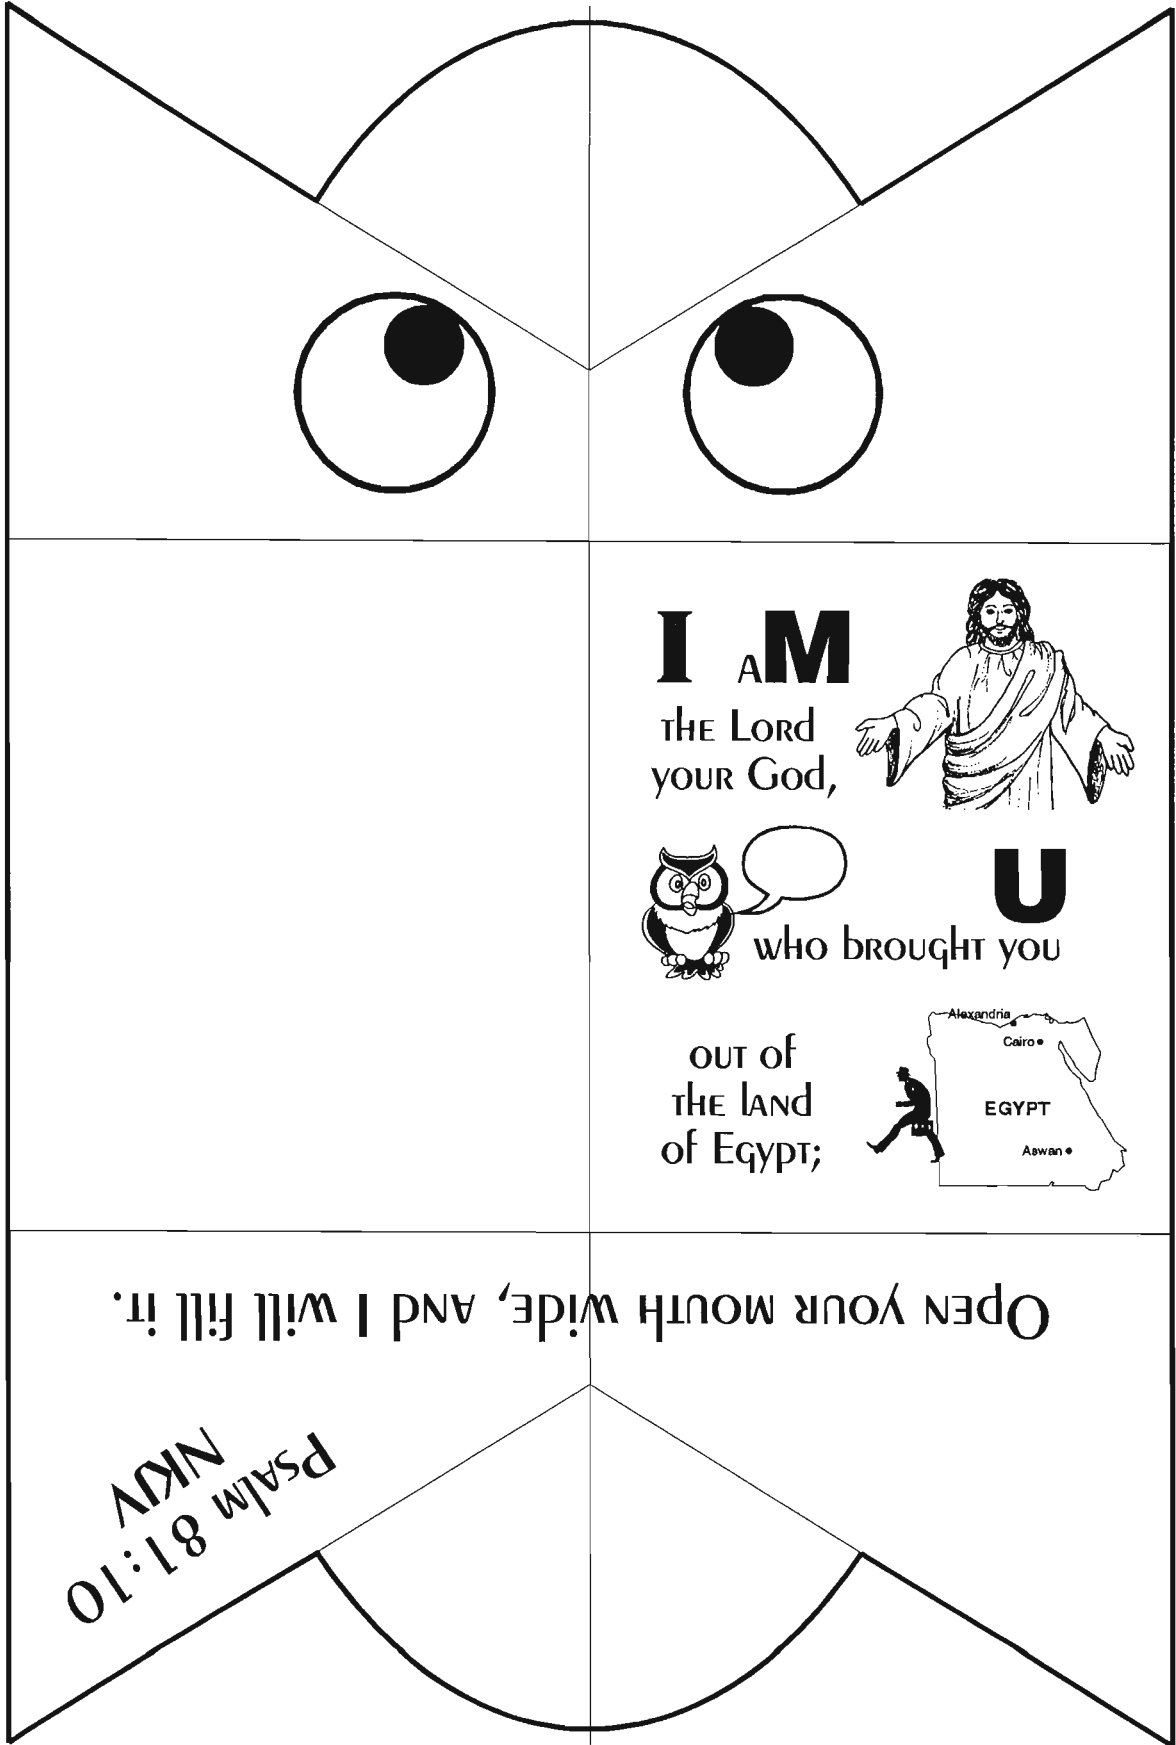 I AM
THE LORD
YOUR God,
U
WHO BROUGHT YOU
OUT of
THE lANd
of EGYPT;
Alexandria
Cairo
EGYPT
Aswan
OPEN YOUR MOUTH WIDE, AND I will fill iT.
PSALM 81:10
NKJV